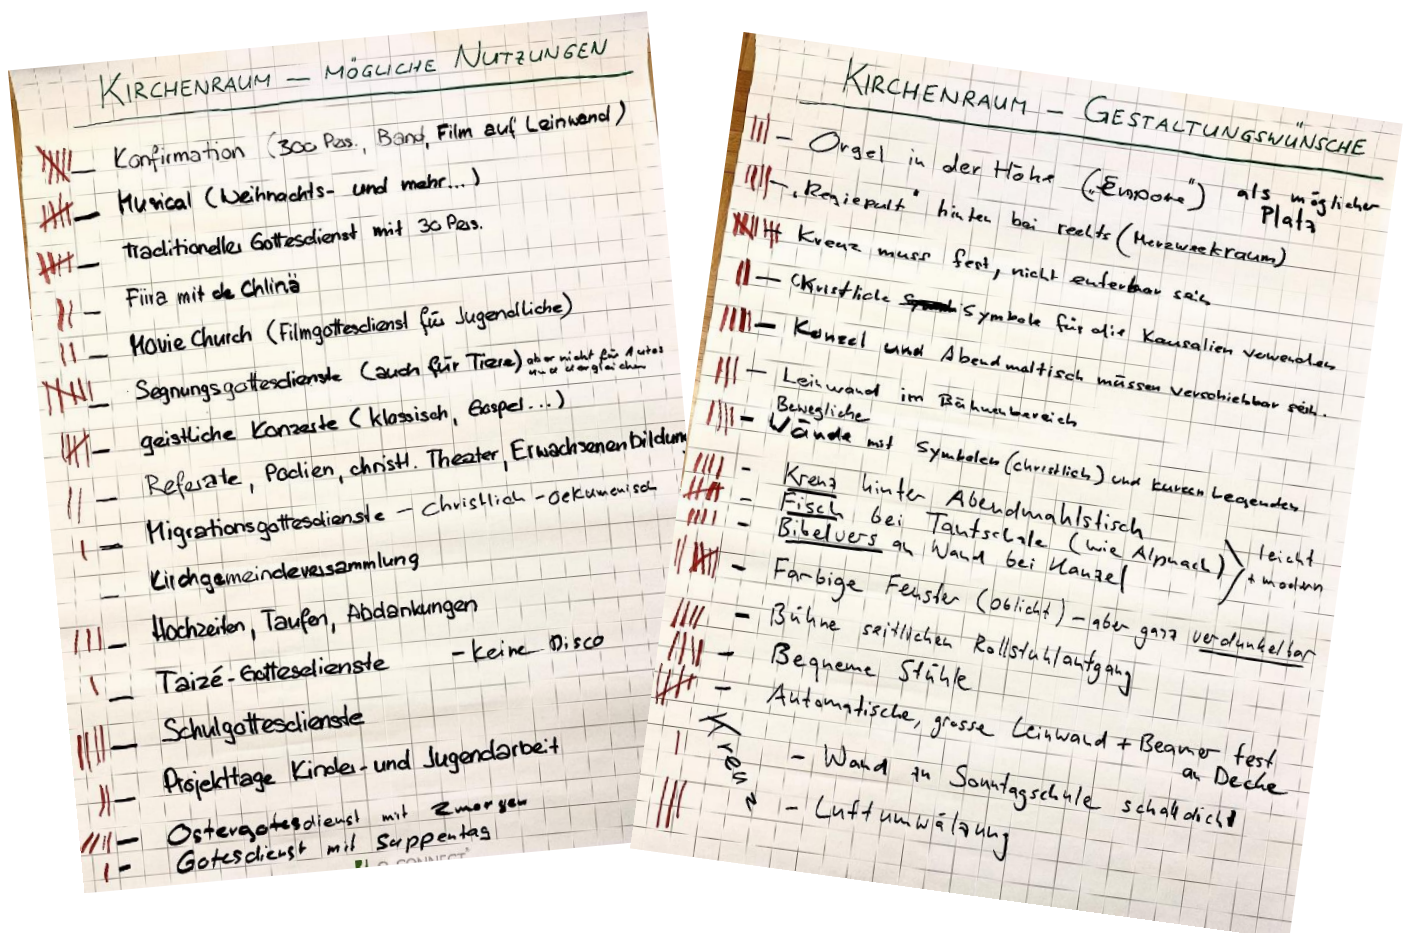 KIRCHENRAUM – MÖGLICHE NUTZUNGEN
– Konfirmation (300 Pers., Band, Film auf Leinwand)
– Musical (Weihnachts- und mehr...)
– Traditioneller Gottesdienst mit 30 Pers.
– Fiira mit de Chlinä
– Movie Church (Filmgottesdienst für Jugendliche)
– Segnungsgottesdienste (auch für Tiere) aber nicht für Autos
und dergleichen
– geistliche Konzerte (klassisch, Gospel...)
– Referate, Podien, christl. Theater, Erwachsenenbildung
– Migrationsgottesdienste – christlich-oekumenisch
– Kirchgemeindeversammlung
– Hochzeiten, Taufen, Abdankungen
– Taizé-Gottesdienste – keine Disco
– Schulgottesdienste
– Projekttage Kinder- und Jugendarbeit
– Ostergottesdienst mit Zmorgen
– Gotesdienst mit Suppentag
CONNECT
KIRCHENRAUM – GESTALTUNGSWÜNSCHE
– Orgel in der Höhe ("Empore") als möglicher
Platz
– "Regiepult" hinten bei rechts (Merzweckraum)
– Kreuz muss fest, nicht entferbar sein
– Christliche Symbole für die Kausalien verwenden
– Kanzel und Abendmaltisch müssen verschiebbar sein.
– Leinwand im Bühnenbereich
– Bewegliche
Wände mit Symbolen (christlich) und kurzen Legenden
– Kreuz hinter Abendmahlstisch
– Fisch bei Taufschale (wie Alpnach)
– Bibelvers an Wand bei Kanzel
leicht
+ modern
– Farbige Fenster (Oblicht) – aber ganz verdunkelbar
– Bühne seitlichen Rollstuhlaufgang
– Bequeme Stühle
– Automatische, grosse Leinwand + Beamer fest
an Decke
Kreuz
– Wand zu Sonntagschule schalldicht
– Luftumwälzung